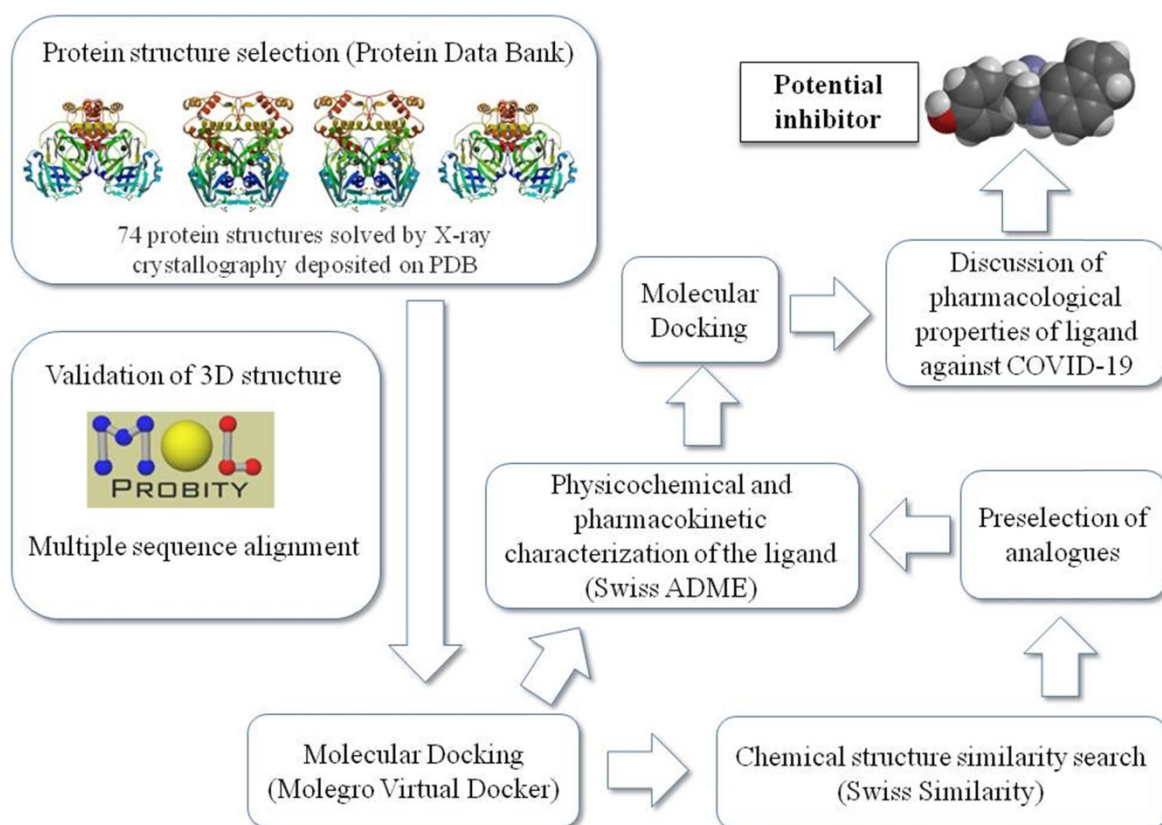 Protein structure selection (Protein Data Bank)
74 protein structures solved by X-ray
crystallography deposited on PDB
Validation of 3D structure
MOL
PROBITY
Multiple sequence alignment
Molecular Docking
(Molegro Virtual Docker)
Chemical structure similarity search
(Swiss Similarity)
Preselection of
analogues
Physicochemical and
pharmacokinetic
characterization of the ligand
(Swiss ADME)
Molecular
Docking
Discussion of
pharmacological
properties of ligand
against COVID-19
Potential
inhibitor